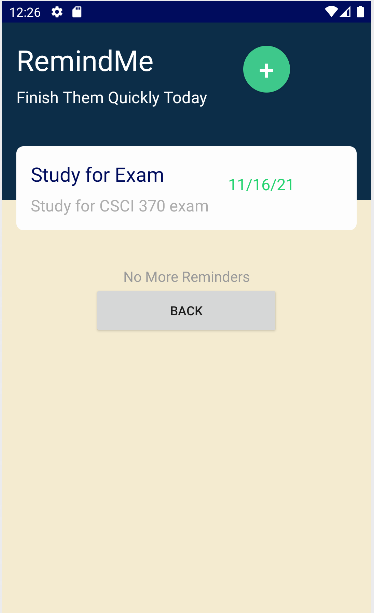 12:26
RemindMe
+
Finish Them Quickly Today
Study for Exam
11/16/21
Study for CSCI 370 exam
No More Reminders
BACK